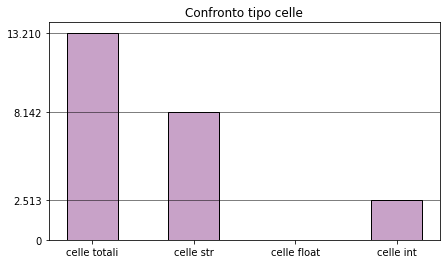 Confronto tipo celle
13.210
8.142
2.513
0
celle totali celle str celle float celle int